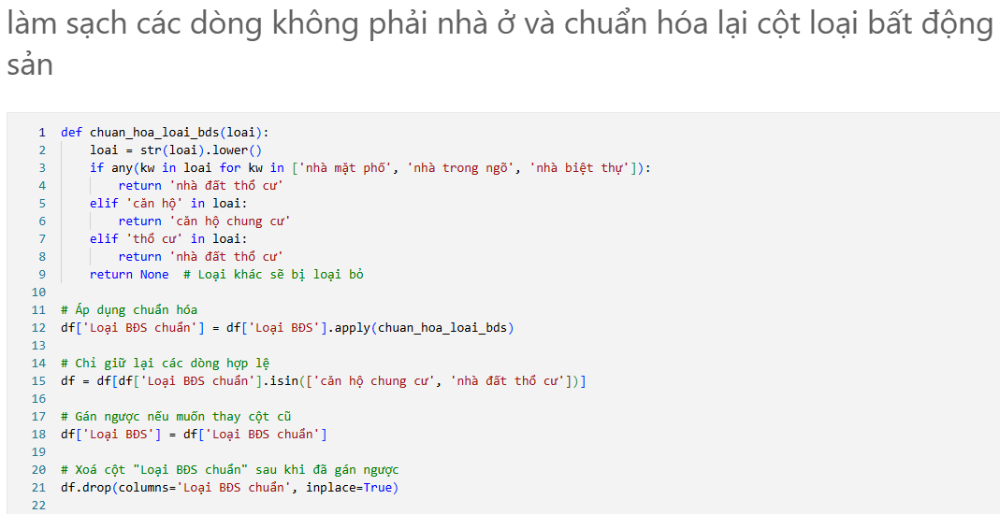 làm sạch các dòng không phải nhà ở và chuẩn hóa lại cột loại bất động
sản
1 def chuan_hoa_loai_bds(loai):
2     loai = str(loai).lower()
3     if any(kw in loai for kw in ['nhà mặt phố', 'nhà trong ngõ', 'nhà biệt thự']):
4         return 'nhà đất thổ cư'
5     elif 'căn hộ' in loai:
6         return 'căn hộ chung cư'
7     elif 'thổ cư' in loai:
8         return 'nhà đất thổ cư'
9     return None  # Loại khác sẽ bị loại bỏ
10
11 # Áp dụng chuẩn hóa
12 df['Loại BĐS chuẩn'] = df['Loại BĐS'].apply(chuan_hoa_loai_bds)
13
14 # Chỉ giữ lại các dòng hợp lệ
15 df = df[df['Loại BĐS chuẩn'].isin(['căn hộ chung cư', 'nhà đất thổ cư'])]
16
17 # Gán ngược nếu muốn thay cột cũ
18 df['Loại BĐS'] = df['Loại BĐS chuẩn']
19
20 # Xoá cột "Loại BĐS chuẩn" sau khi đã gán ngược
21 df.drop(columns='Loại BĐS chuẩn', inplace=True)
22